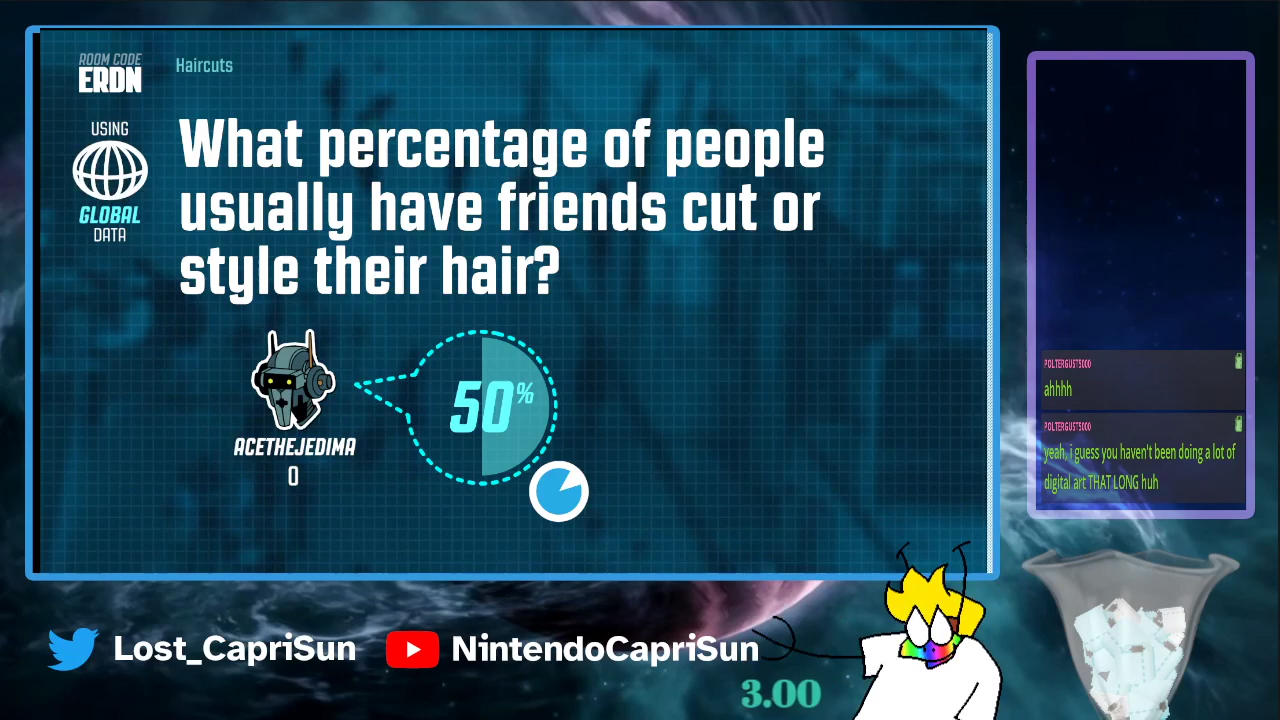 ROOM CODE
ERDN
Haircuts
USING
GLOBAL
DATA
What percentage of people
usually have friends cut or
style their hair?
50%
ACETHEJEDIMA
0
POLTERGUST5000
ahhhh
POLTERGUST5000
yeah, i guess you haven't been doing a lot of
digital art THAT LONG huh
Lost_CapriSun
NintendoCapriSun
3.00